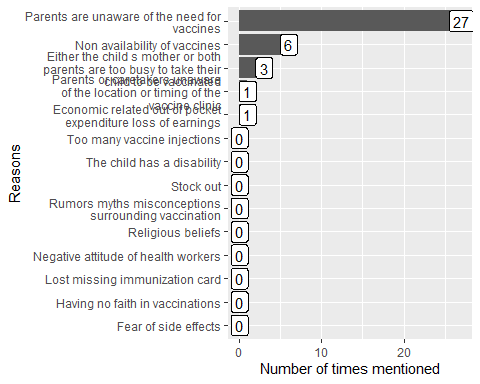 Parents are unaware of the need for
vaccines
27
Non availability of vaccines
6
Either the child s mother or both
parents are too busy to take their
child to be vaccinated
3
Parents or caretakers unaware
of the location or timing of the
vaccine clinic
1
Economic related out of pocket
expenditure loss of earnings
1
Too many vaccine injections
0
The child has a disability
0
Stock out
0
Rumors myths misconceptions
surrounding vaccination
0
Religious beliefs
0
Negative attitude of health workers
0
Lost missing immunization card
0
Having no faith in vaccinations
0
Fear of side effects
0
Reasons
0 10 20
Number of times mentioned